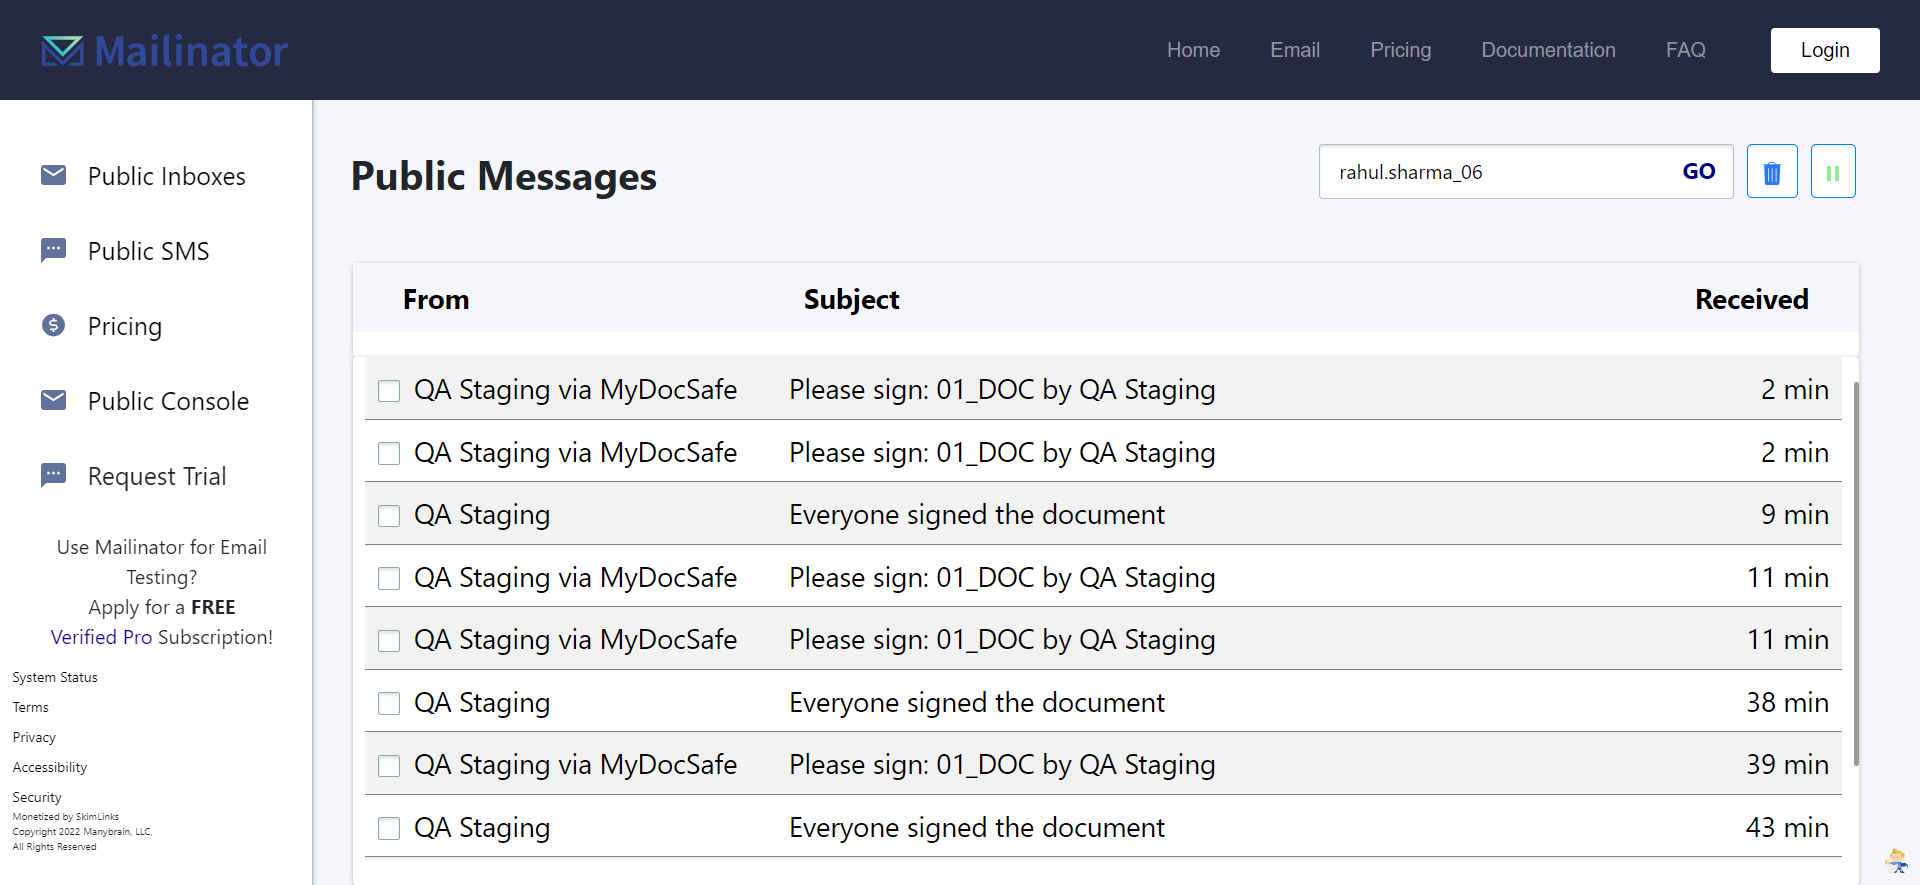 Mailinator
Home Email Pricing Documentation FAQ Login
Public Inboxes
Public SMS
Pricing
Public Console
Request Trial
Use Mailinator for Email
Testing?
Apply for a FREE
Verified Pro Subscription!
System Status
Terms
Privacy
Accessibility
Security
Monetized by SkimLinks
Copyright 2022 Manybrain, LLC,
All Rights Reserved
Public Messages
rahul.sharma_06 GO
From Subject Received
QA Staging via MyDocSafe Please sign: 01_DOC by QA Staging 2 min
QA Staging via MyDocSafe Please sign: 01_DOC by QA Staging 2 min
QA Staging Everyone signed the document 9 min
QA Staging via MyDocSafe Please sign: 01_DOC by QA Staging 11 min
QA Staging via MyDocSafe Please sign: 01_DOC by QA Staging 11 min
QA Staging Everyone signed the document 38 min
QA Staging via MyDocSafe Please sign: 01_DOC by QA Staging 39 min
QA Staging Everyone signed the document 43 min